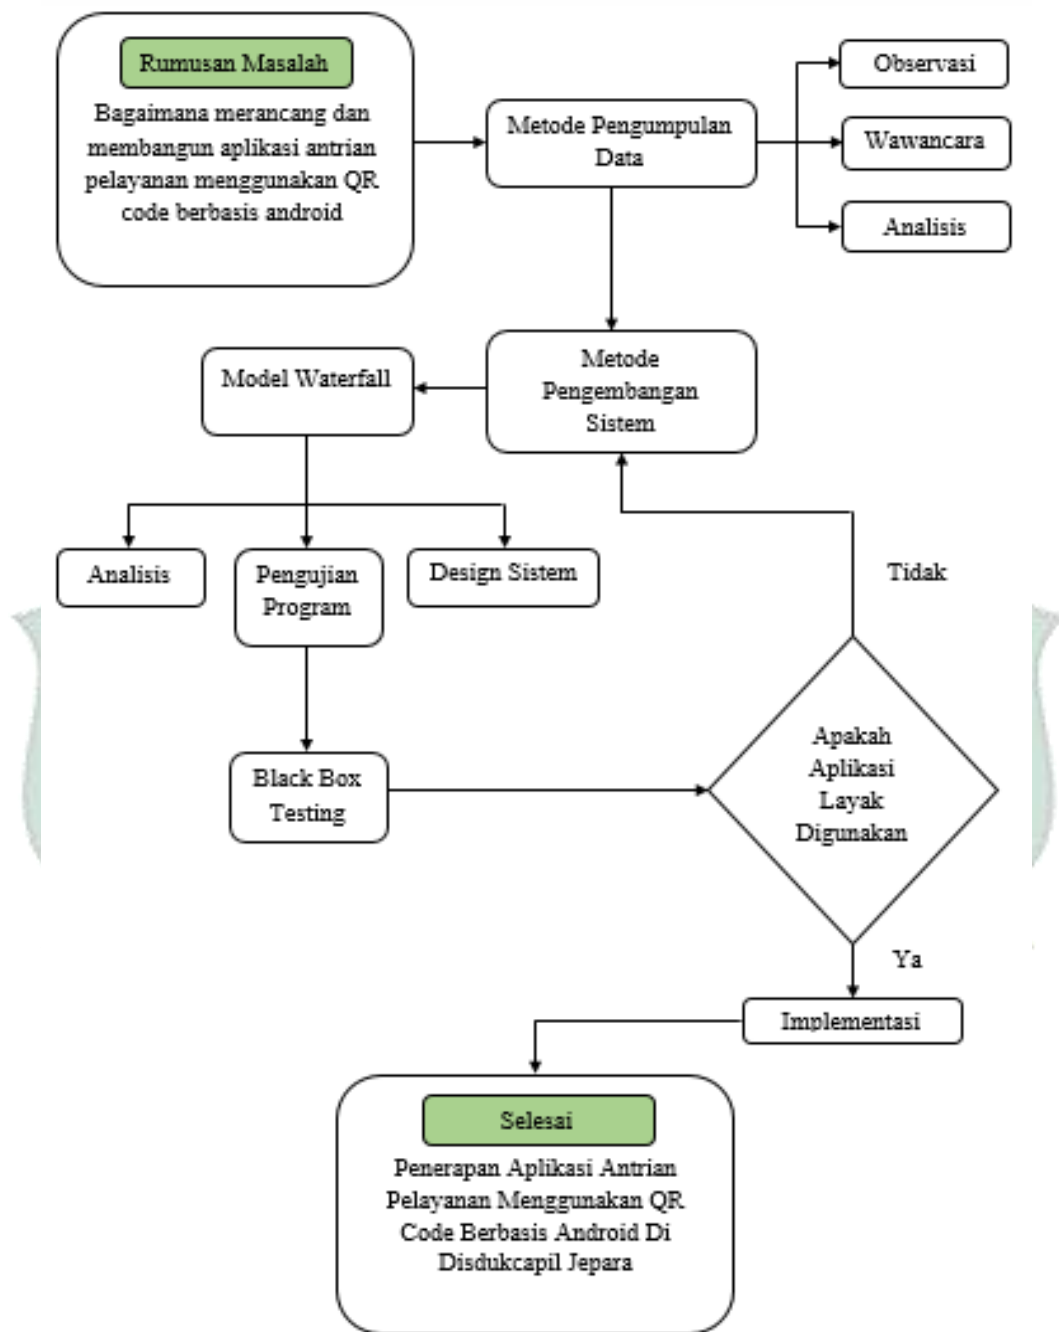 Rumusan Masalah
Bagaimana merancang dan
membangun aplikasi antrian
pelayanan menggunakan QR
code berbasis android
Metode Pengumpulan
Data
Observasi
Wawancara
Analisis
Metode
Pengembangan
Sistem
Model Waterfall
Analisis
Pengujian
Program
Design Sistem
Tidak
Black Box
Testing
Apakah
Aplikasi
Layak
Digunakan
Ya
Implementasi
Selesai
Penerapan Aplikasi Antrian
Pelayanan Menggunakan QR
Code Berbasis Android Di
Disdukcapil Jepara